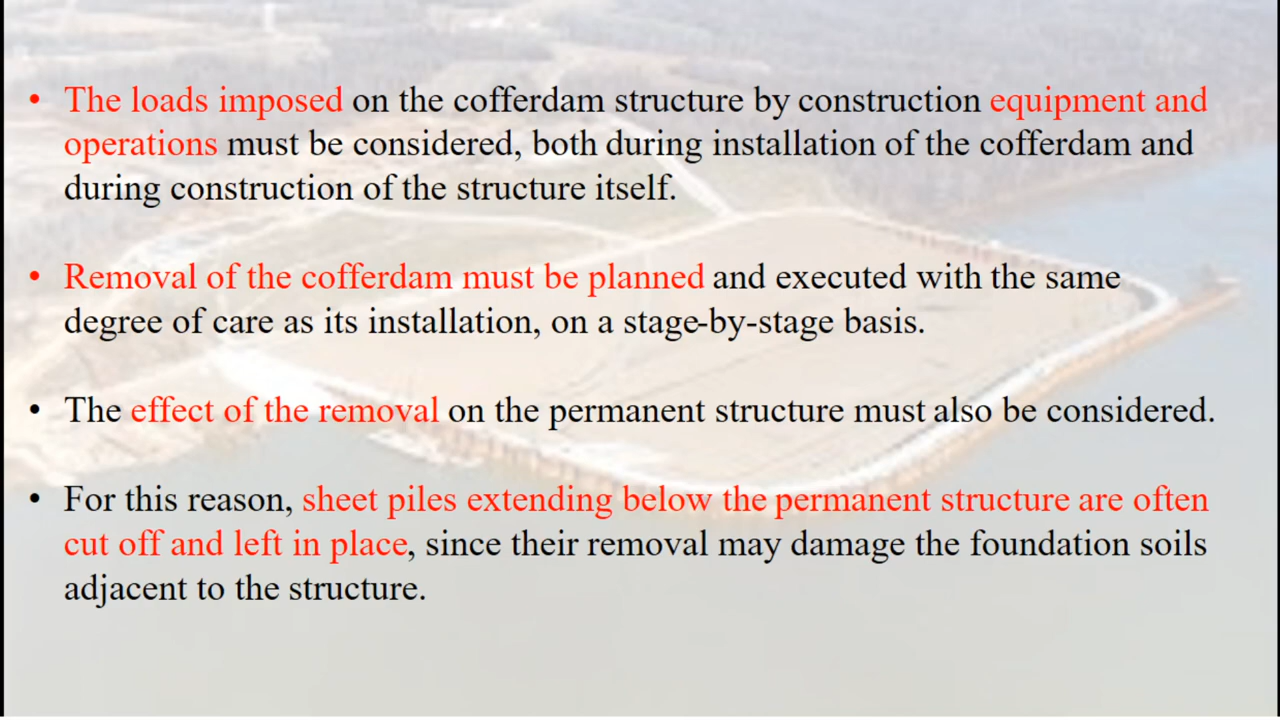 • The loads imposed on the cofferdam structure by construction equipment and
operations must be considered, both during installation of the cofferdam and
during construction of the structure itself.
• Removal of the cofferdam must be planned and executed with the same
degree of care as its installation, on a stage-by-stage basis.
• The effect of the removal on the permanent structure must also be considered.
• For this reason, sheet piles extending below the permanent structure are often
cut off and left in place, since their removal may damage the foundation soils
adjacent to the structure.